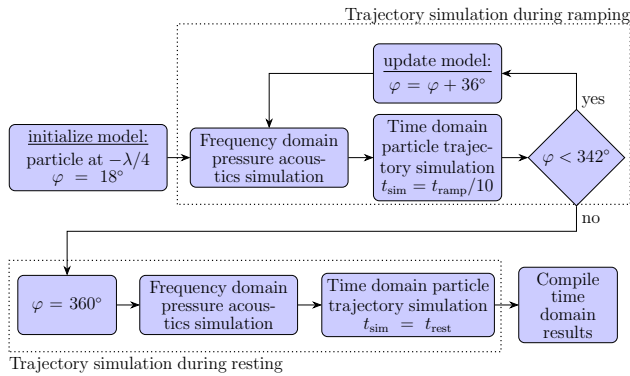 Trajectory simulation during ramping
update model:
φ = φ + 36°
yes
initialize model:
particle at −λ/4
φ = 18°
Frequency domain
pressure acous-
tics simulation
Time domain
particle trajec-
tory simulation
t_sim = t_ramp/10
φ < 342°
no
φ = 360°
Frequency domain
pressure acous-
tics simulation
Time domain particle
trajectory simulation
t_sim = t_rest
Compile
time
domain
results
Trajectory simulation during resting